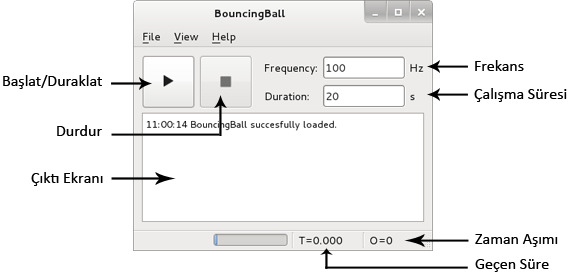 BouncingBall
File View Help
Başlat/Duraklat
Frequency: 100 Hz
Frekans
Duration: 20 s
Çalışma Süresi
Durdur
11:00:14 BouncingBall succesfully loaded.
Çıktı Ekranı
T=0.000 O=0
Zaman Aşımı
Geçen Süre